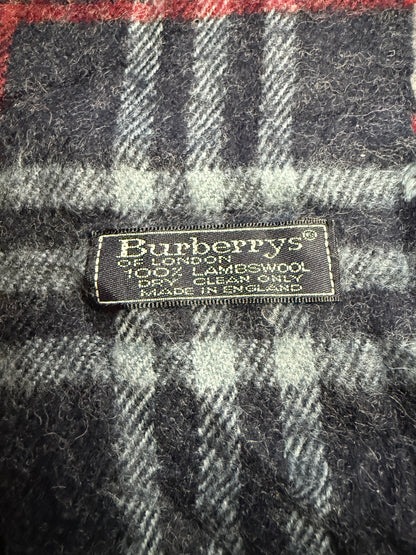 Burberrys®
OF LONDON
100% LAMBSWOOL
DRY CLEAN ONLY
MADE IN ENGLAND